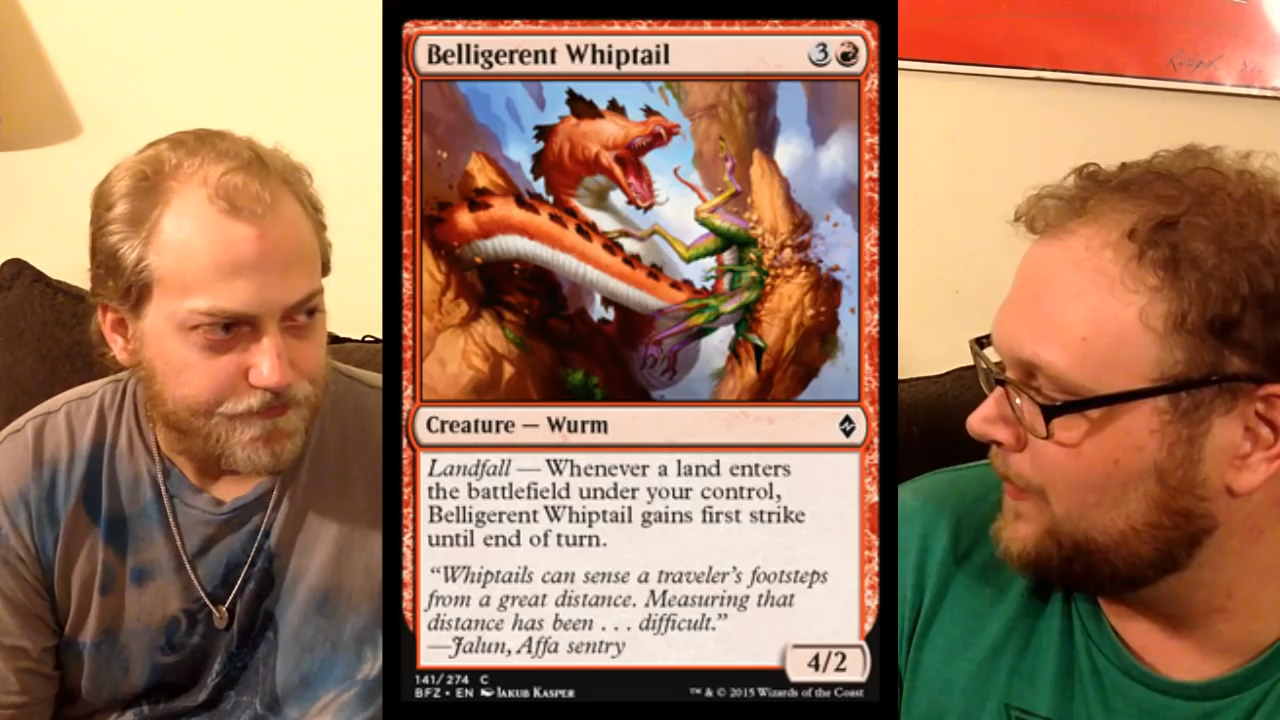 Belligerent Whiptail
3
Creature — Wurm
Landfall — Whenever a land enters
the battlefield under your control,
Belligerent Whiptail gains first strike
until end of turn.
“Whiptails can sense a traveler’s footsteps
from a great distance. Measuring that
distance has been . . . difficult.”
—Jalun, Affa sentry
4/2
141/274 C
BFZ • EN Jakub Kasper
™ & © 2015 Wizards of the Coast